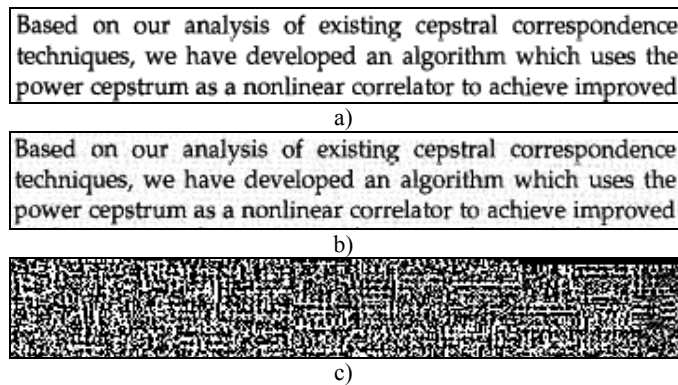 Based on our analysis of existing cepstral correspondence
techniques, we have developed an algorithm which uses the
power cepstrum as a nonlinear correlator to achieve improved
a)
Based on our analysis of existing cepstral correspondence
techniques, we have developed an algorithm which uses the
power cepstrum as a nonlinear correlator to achieve improved
b)
c)